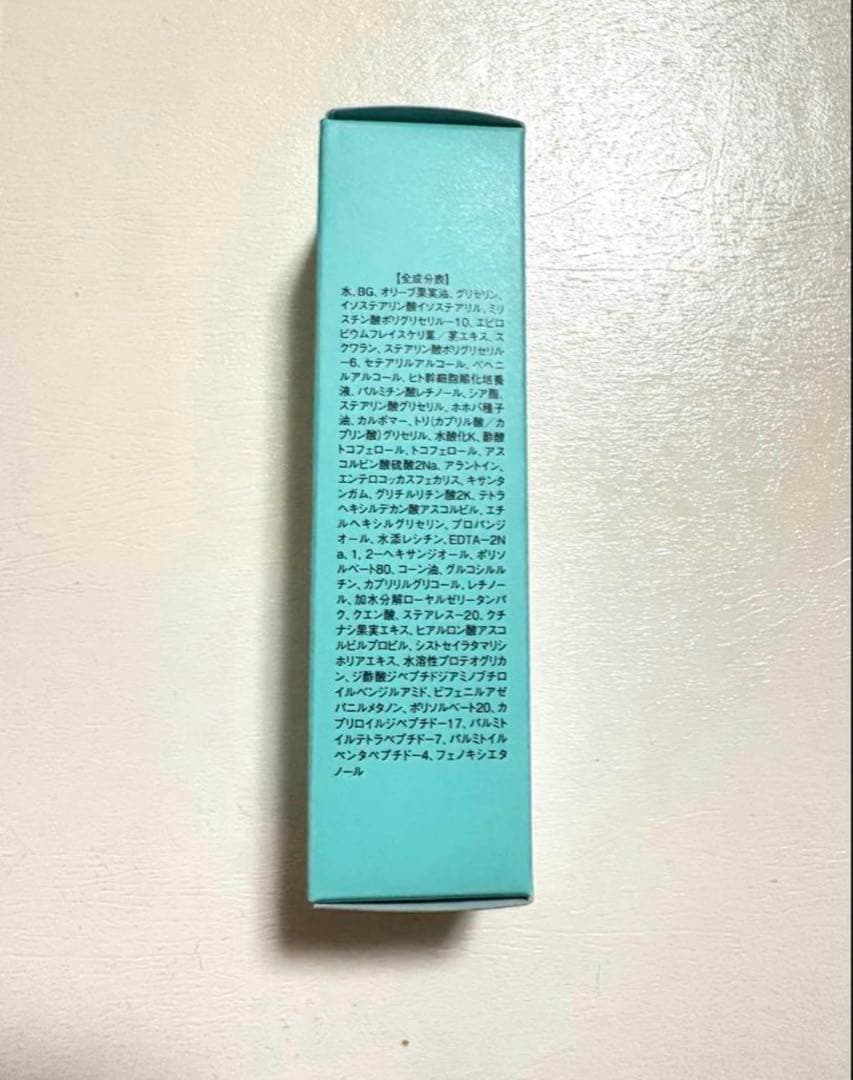 【全成分表】
水、BG、オリーブ果実油、グリセリン、
イソステアリン酸イソステアリル、ミリ
スチン酸ポリグリセリル－10、エピロ
ビウムフレイスケリ葉／茎エキス、ス
クワラン、ステアリン酸ポリグリセリル
－6、セテアリルアルコール、ベヘニ
ルアルコール、ヒト幹細胞順化培養
液、パルミチン酸レチノール、シア脂、
ステアリン酸グリセリル、ホホバ種子
油、カルボマー、トリ（カプリル酸／カ
プリン酸）グリセリル、水酸化K、酢酸
トコフェロール、トコフェロール、アス
コルビン酸硫酸2Na、アラントイン、
エンテロコッカスフェカリス、キサンタ
ンガム、グリチルリチン酸2K、テトラ
ヘキシルデカン酸アスコルビル、エチ
ルヘキシルグリセリン、プロパンジ
オール、水添レシチン、EDTA－2N
a、1，2－ヘキサンジオール、ポリソ
ルベート80、コーン油、グルコシルル
チン、カプリリルグリコール、レチノー
ル、加水分解ローヤルゼリータンパ
ク、クエン酸、ステアレス－20、クチ
ナシ果実エキス、ヒアルロン酸アスコ
ルビルプロピル、シストセイラタマリシ
ホリアエキス、水溶性プロテオグリカ
ン、ジ酢酸ジペプチドジアミノブチロ
イルベンジルアミド、ビフェニルアゼ
パニルメタノン、ポリソルベート20、カ
プリロイルジペプチド－17、パルミト
イルテトラペプチド－7、パルミトイル
ペンタペプチド－4、フェノキシエタ
ノール